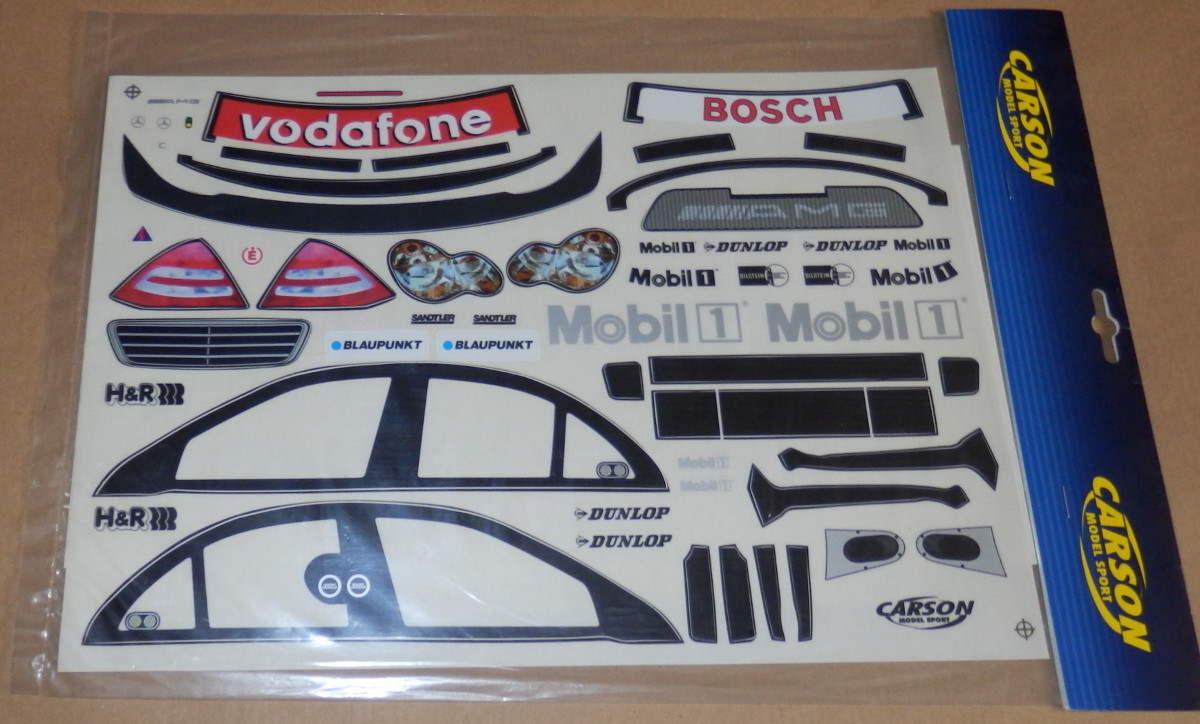 AMG
vodafone
BOSCH
C
AMG
Mobil 1
DUNLOP
DUNLOP
Mobil 1
Mobil 1
BILSTEIN
BILSTEIN
Mobil 1
E
SANDTLER
SANDTLER
BLAUPUNKT
BLAUPUNKT
Mobil 1
Mobil 1
H&R
Mobil 1
Mobil 1
H&R
DUNLOP
DUNLOP
CARSON
MODEL SPORT
CARSON
MODEL SPORT
CARSON
MODEL SPORT